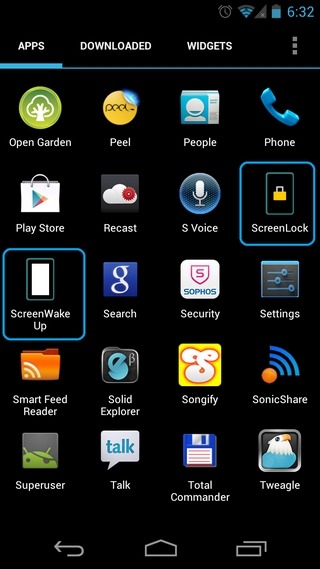 6:32
APPS DOWNLOADED WIDGETS
Open Garden Peel People Phone
Play Store Recast S Voice ScreenLock
ScreenWake
Up
Search Security Settings
Smart Feed
Reader
Solid
Explorer
Songify SonicShare
Superuser Talk Total
Commander
Tweagle
peel
g
S
SOPHOS
β
talk